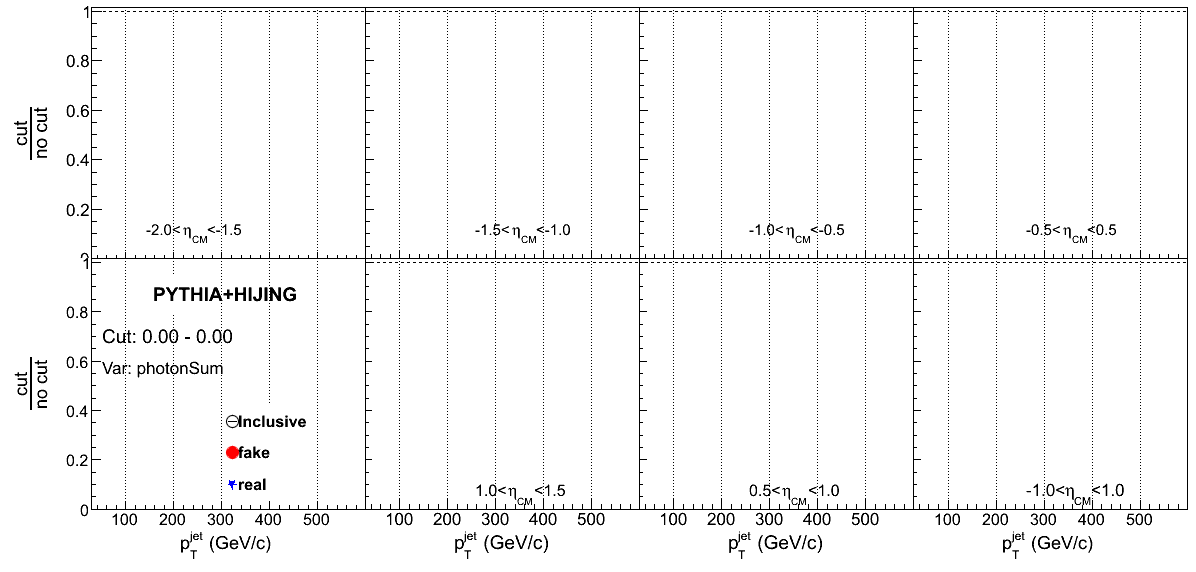 1
0.8
0.6
0.4
0.2
0
cut
no cut
-2.0<η_CM<-1.5
-1.5<η_CM<-1.0
-1.0<η_CM<-0.5
-0.5<η_CM<0.5
1
0.8
0.6
0.4
0.2
0
cut
no cut
PYTHIA+HIJING
Cut: 0.00 - 0.00
Var: photonSum
Inclusive
fake
real
1.0<η_CM<1.5
0.5<η_CM<1.0
-1.0<η_CM<1.0
100 200 300 400 500
100 200 300 400 500
100 200 300 400 500
100 200 300 400 500
p_T^jet (GeV/c)
p_T^jet (GeV/c)
p_T^jet (GeV/c)
p_T^jet (GeV/c)